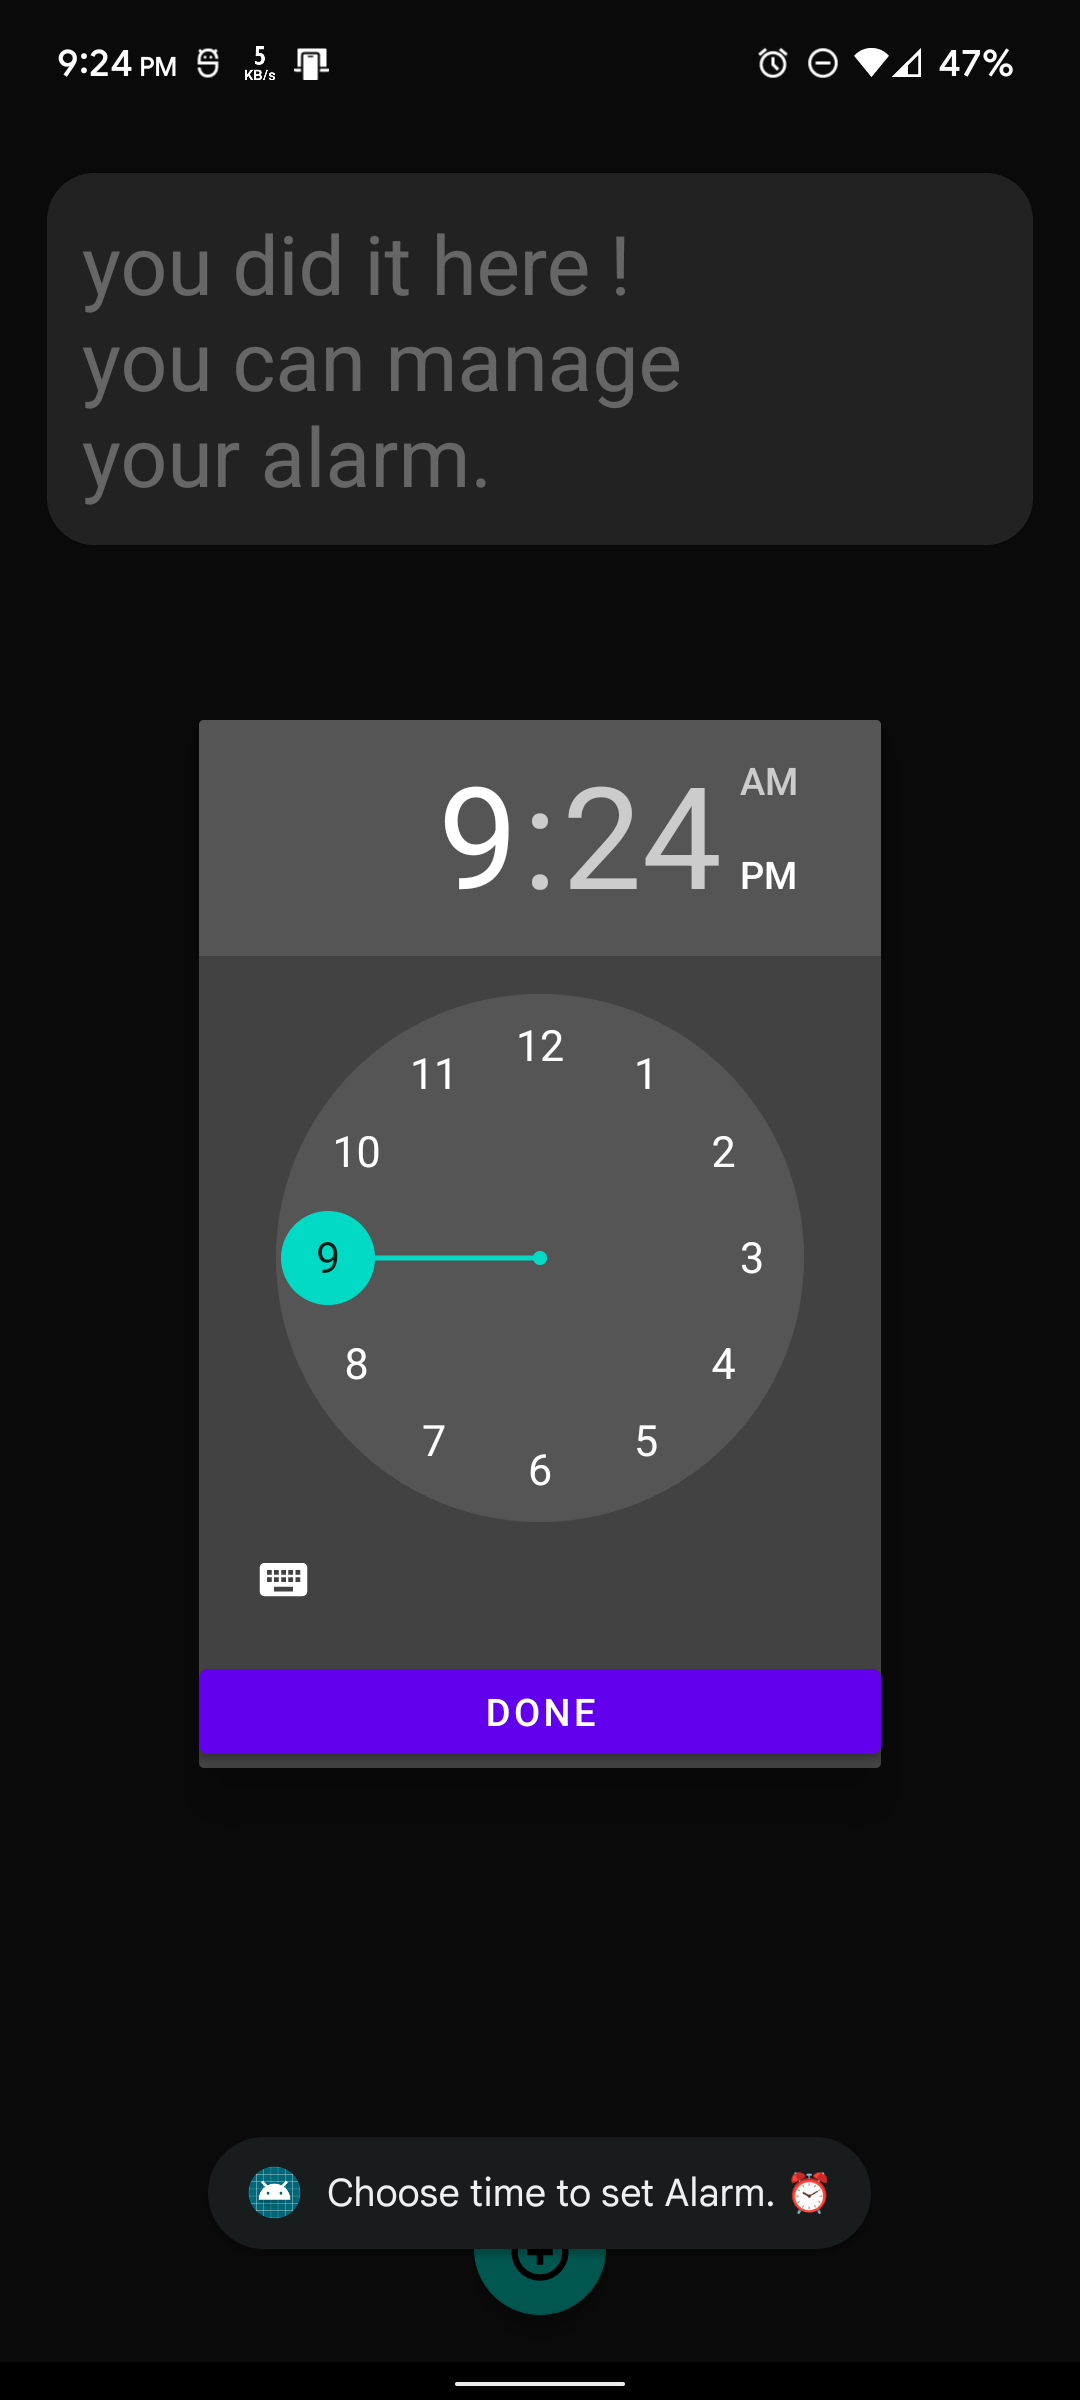 9:24 PM 5 KB/s 47%
you did it here !
you can manage
your alarm.
9:24 AM PM
12
11 1
10 2
9 3
8 4
7 5
6
DONE
Choose time to set Alarm. ⏰